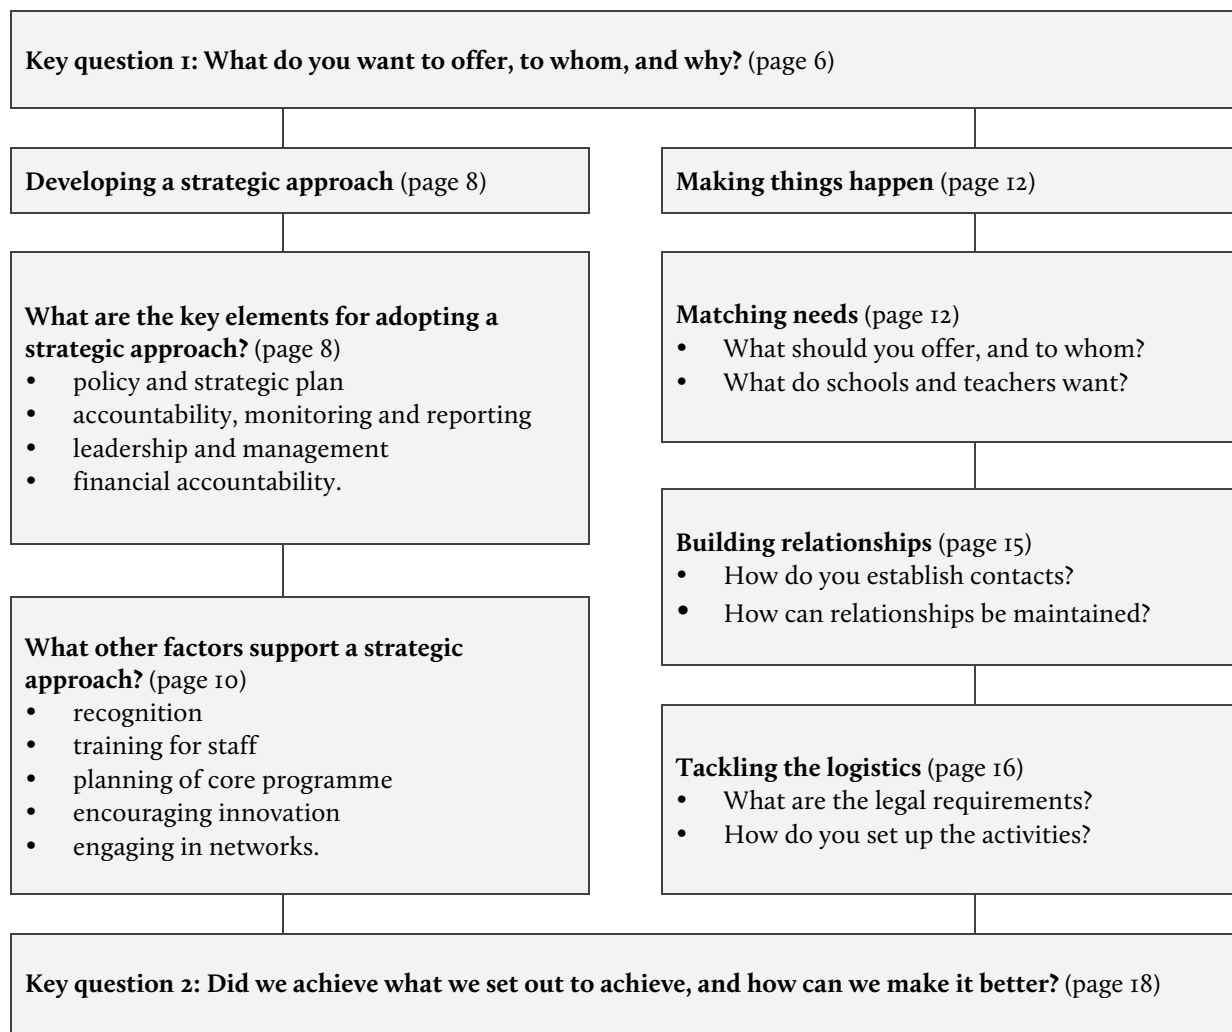 Key question 1: What do you want to offer, to whom, and why? (page 6)
Developing a strategic approach (page 8)
What are the key elements for adopting a
strategic approach? (page 8)
• policy and strategic plan
• accountability, monitoring and reporting
• leadership and management
• financial accountability.
What other factors support a strategic
approach? (page 10)
• recognition
• training for staff
• planning of core programme
• encouraging innovation
• engaging in networks.
Making things happen (page 12)
Matching needs (page 12)
• What should you offer, and to whom?
• What do schools and teachers want?
Building relationships (page 15)
• How do you establish contacts?
• How can relationships be maintained?
Tackling the logistics (page 16)
• What are the legal requirements?
• How do you set up the activities?
Key question 2: Did we achieve what we set out to achieve, and how can we make it better? (page 18)